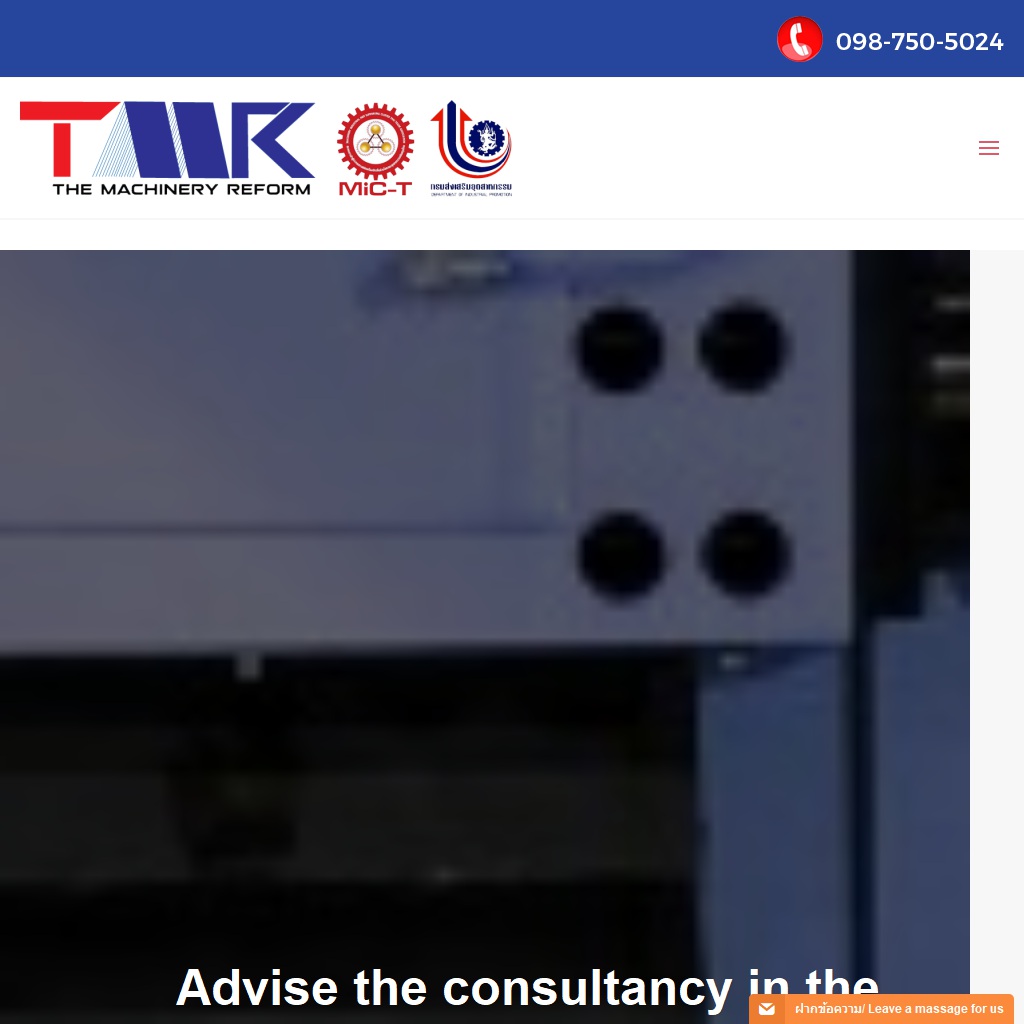 098-750-5024
TMR
THE MACHINERY REFORM
MiC-T
กรมส่งเสริมอุตสาหกรรม
DEPARTMENT OF INDUSTRIAL PROMOTION
Advise the consultancy in the
ฝากข้อความ/ Leave a massage for us